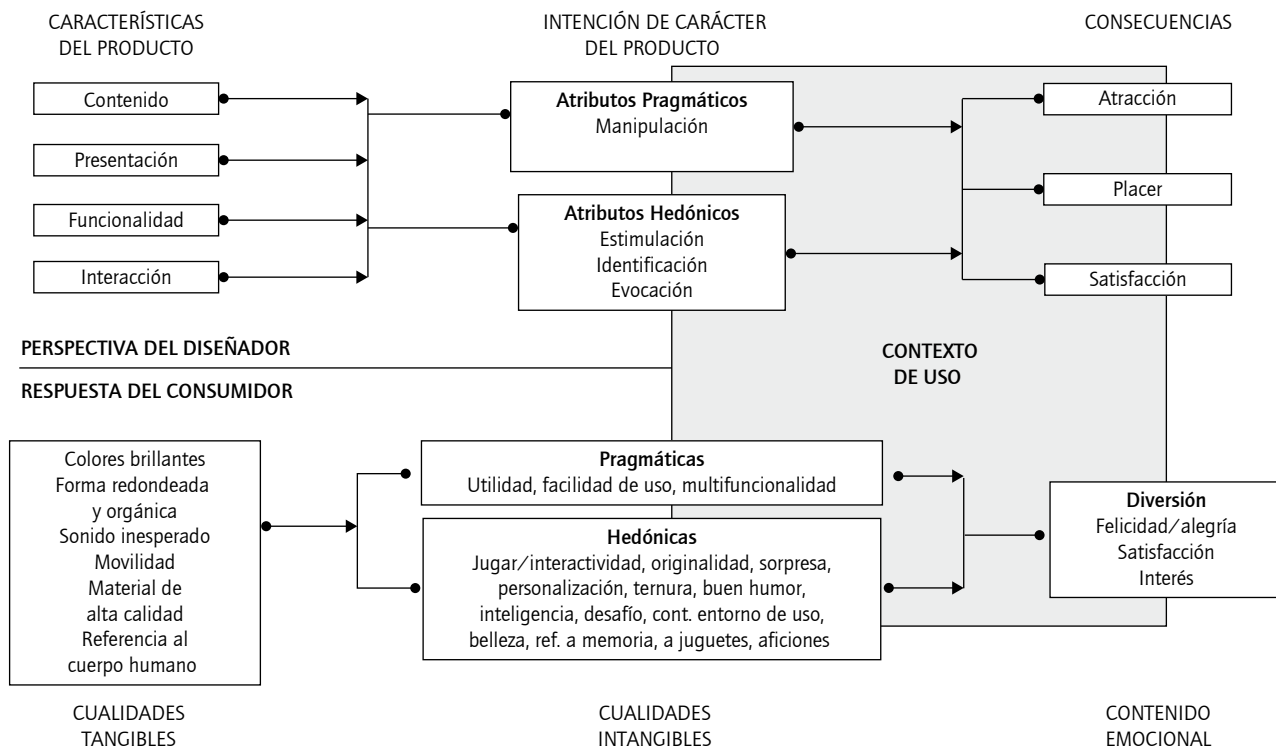 CARACTERÍSTICAS
DEL PRODUCTO
INTENCIÓN DE CARÁCTER
DEL PRODUCTO
CONSECUENCIAS
Contenido
Presentación
Funcionalidad
Interacción
Atributos Pragmáticos
Manipulación
Atributos Hedónicos
Estimulación
Identificación
Evocación
Atracción
Placer
Satisfacción
PERSPECTIVA DEL DISEÑADOR
RESPUESTA DEL CONSUMIDOR
CONTEXTO
DE USO
Colores brillantes
Forma redondeada
y orgánica
Sonido inesperado
Movilidad
Material de
alta calidad
Referencia al
cuerpo humano
Pragmáticas
Utilidad, facilidad de uso, multifuncionalidad
Hedónicas
Jugar/interactividad, originalidad, sorpresa,
personalización, ternura, buen humor,
inteligencia, desafío, cont. entorno de uso,
belleza, ref. a memoria, a juguetes, aficiones
Diversión
Felicidad/alegría
Satisfacción
Interés
CUALIDADES
TANGIBLES
CUALIDADES
INTANGIBLES
CONTENIDO
EMOCIONAL